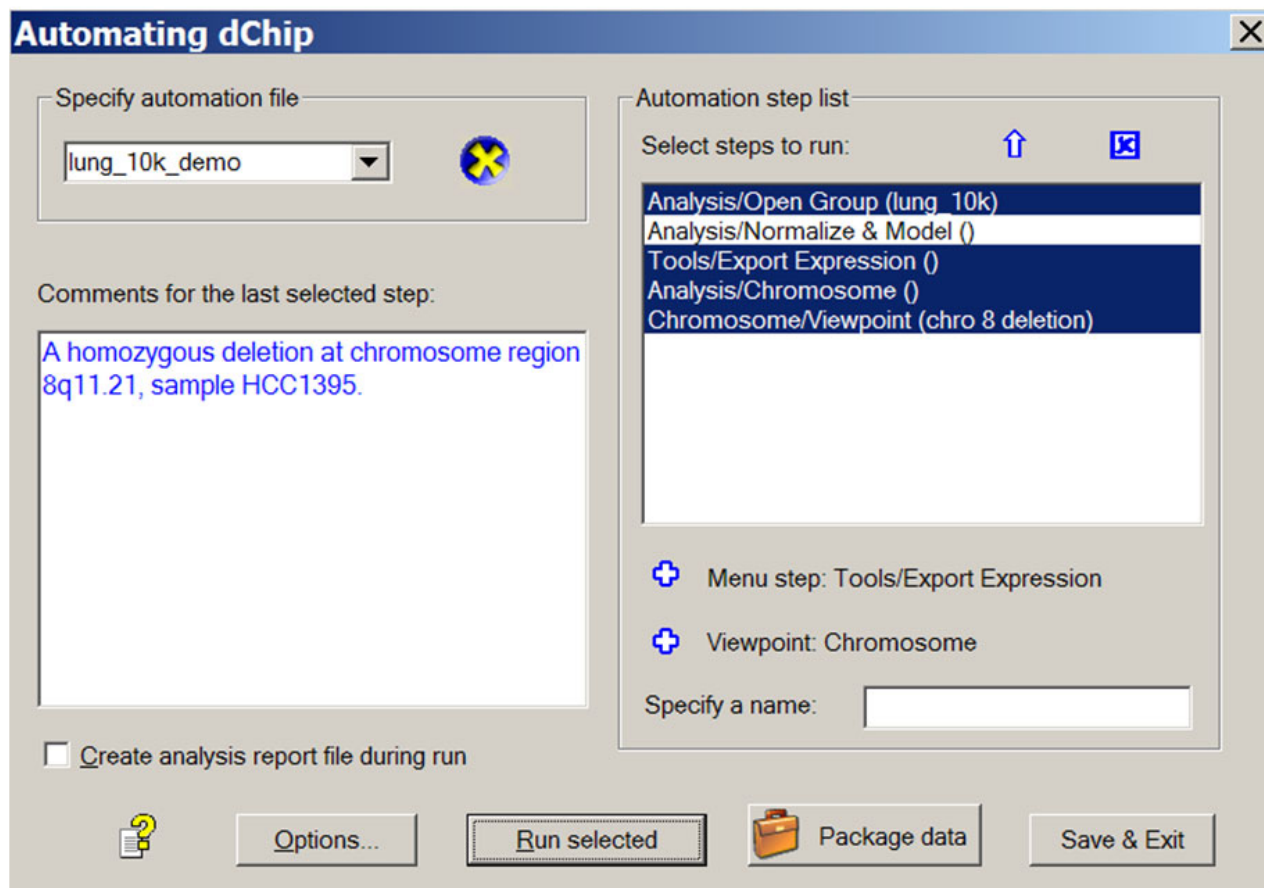 Automating dChip
Specify automation file
lung_10k_demo
Comments for the last selected step:
A homozygous deletion at chromosome region
8q11.21, sample HCC1395.
Create analysis report file during run
Automation step list
Select steps to run:
Analysis/Open Group (lung_10k)
Analysis/Normalize & Model ()
Tools/Export Expression ()
Analysis/Chromosome ()
Chromosome/Viewpoint (chro 8 deletion)
Menu step: Tools/Export Expression
Viewpoint: Chromosome
Specify a name:
Options...
Run selected
Package data
Save & Exit